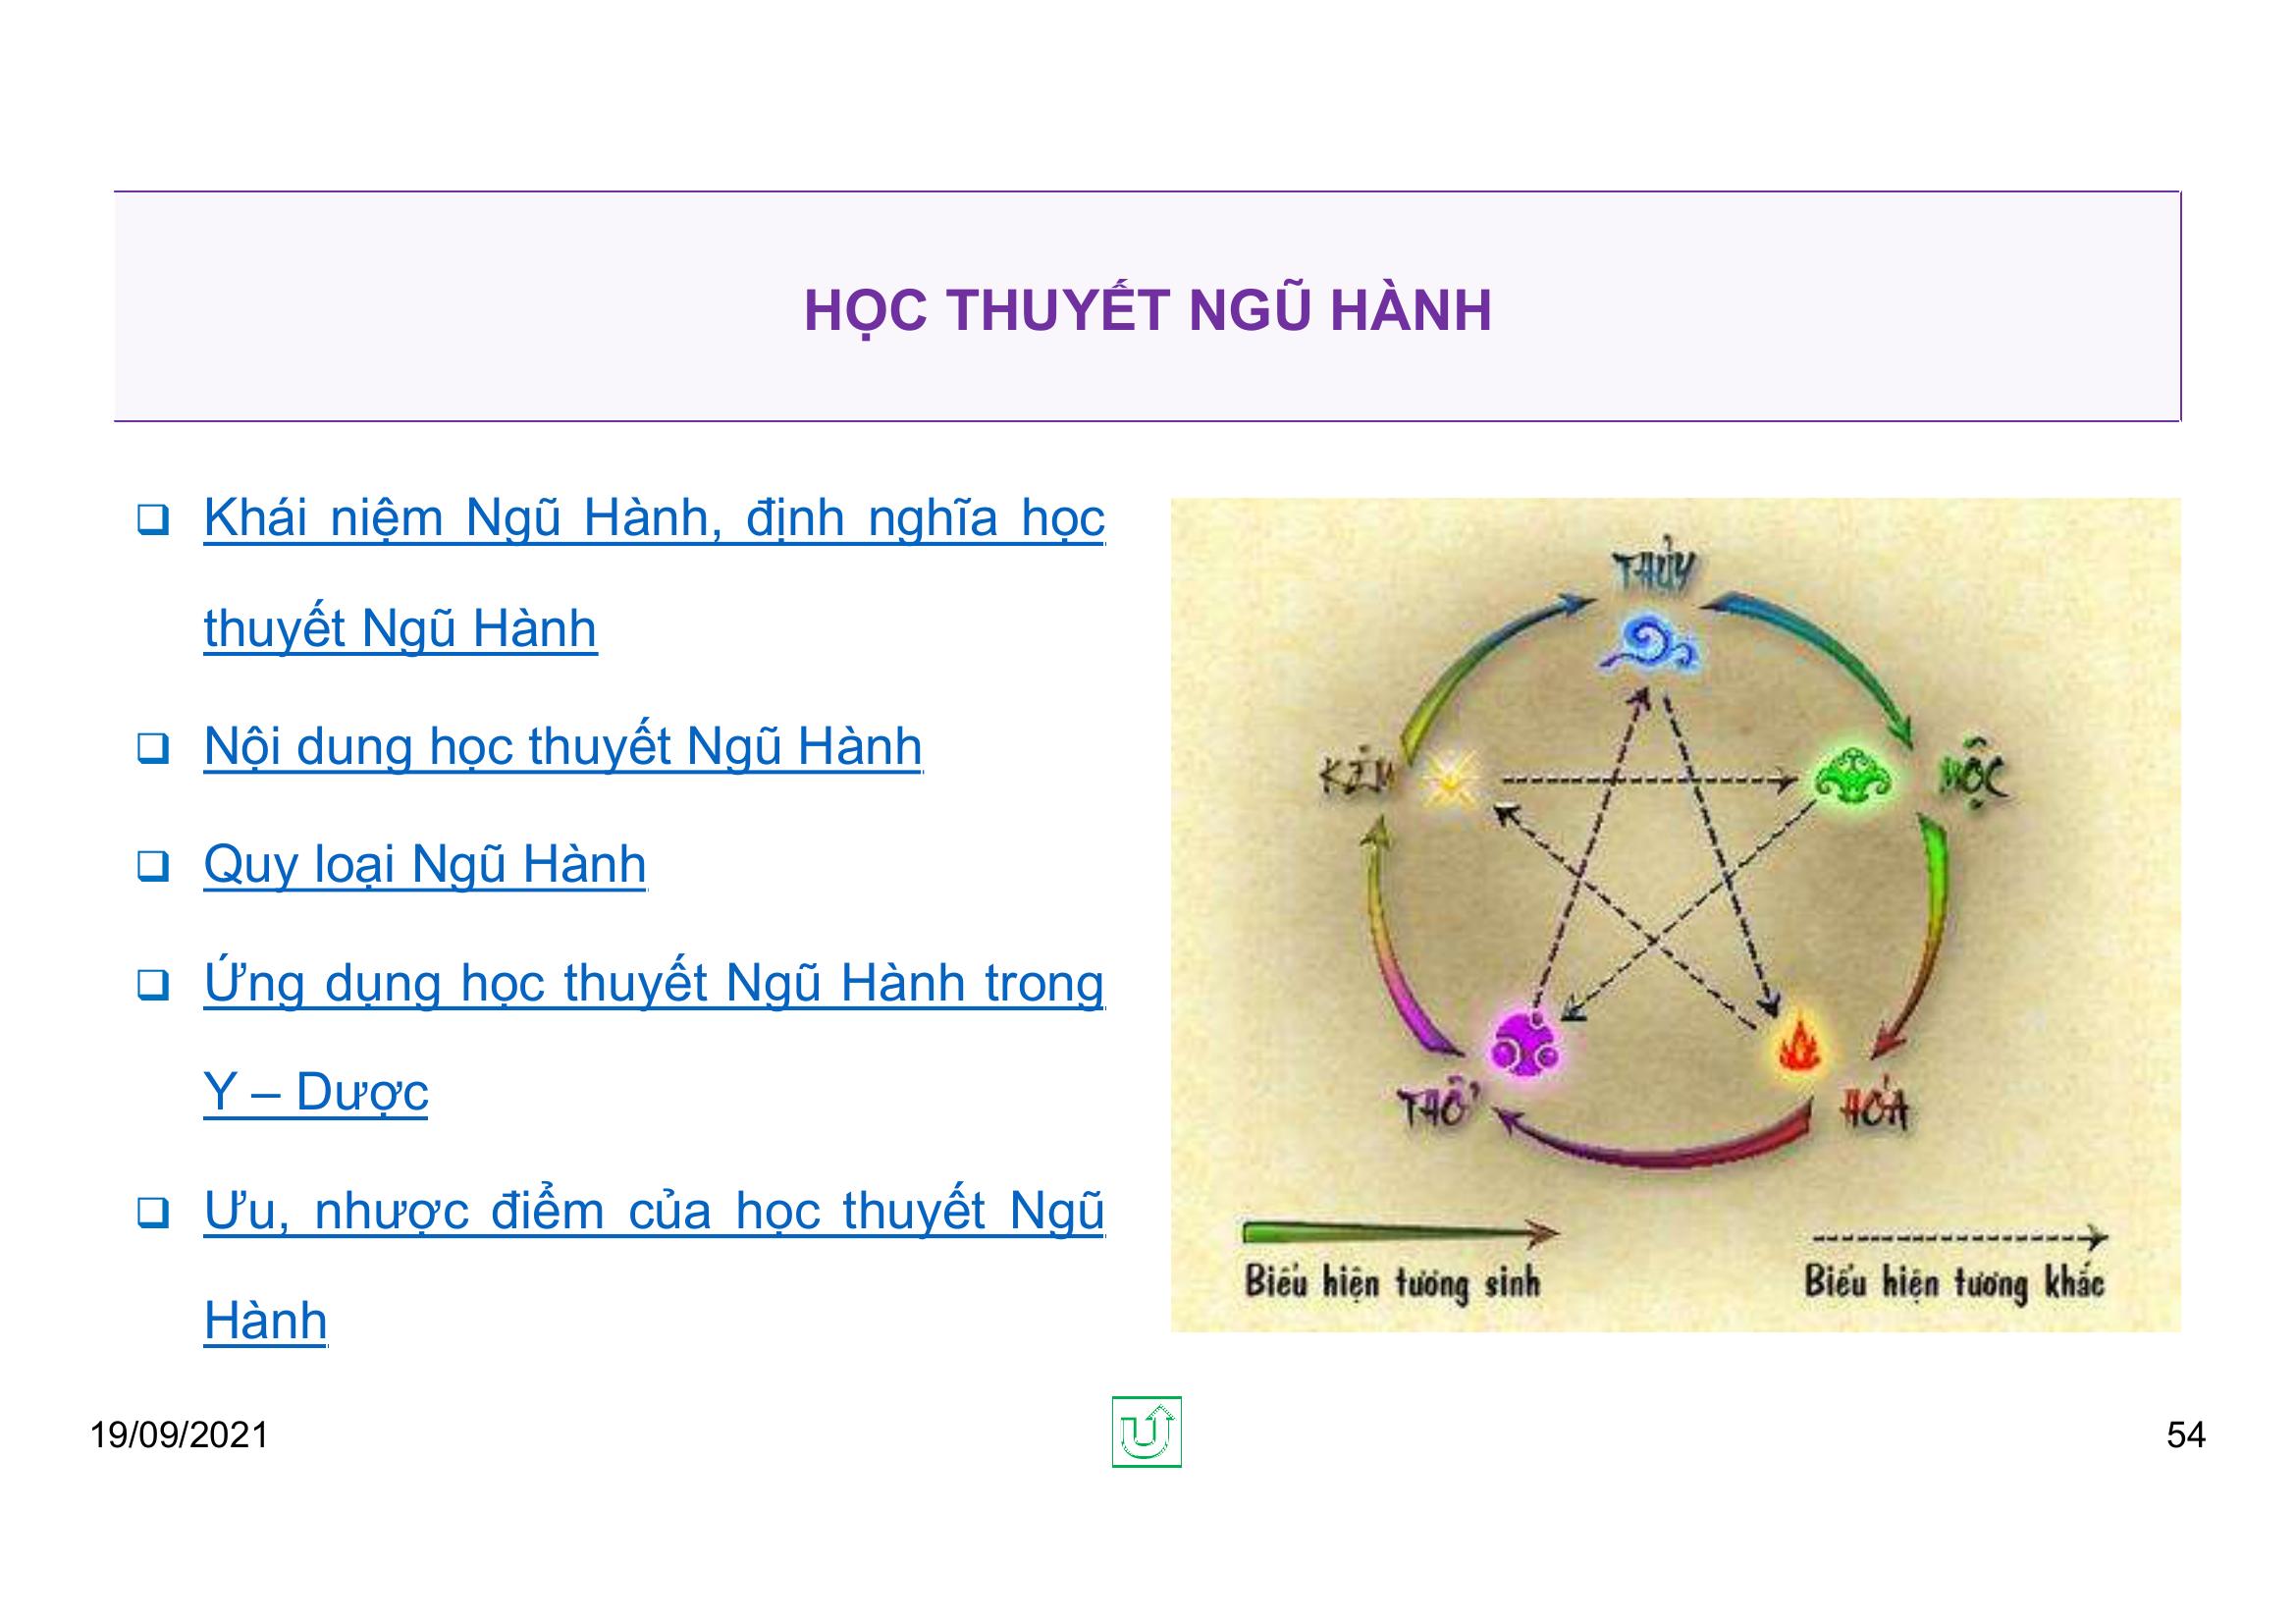 HỌC THUYẾT NGŨ HÀNH
Khái niệm Ngũ Hành, định nghĩa học
thuyết Ngũ Hành
Nội dung học thuyết Ngũ Hành
Quy loại Ngũ Hành
Ứng dụng học thuyết Ngũ Hành trong
Y – Dược
Ưu, nhược điểm của học thuyết Ngũ
Hành
THỦY
KIM
MỘC
THỔ
HỎA
Biểu hiện tương sinh
Biểu hiện tương khắc
19/09/2021
54